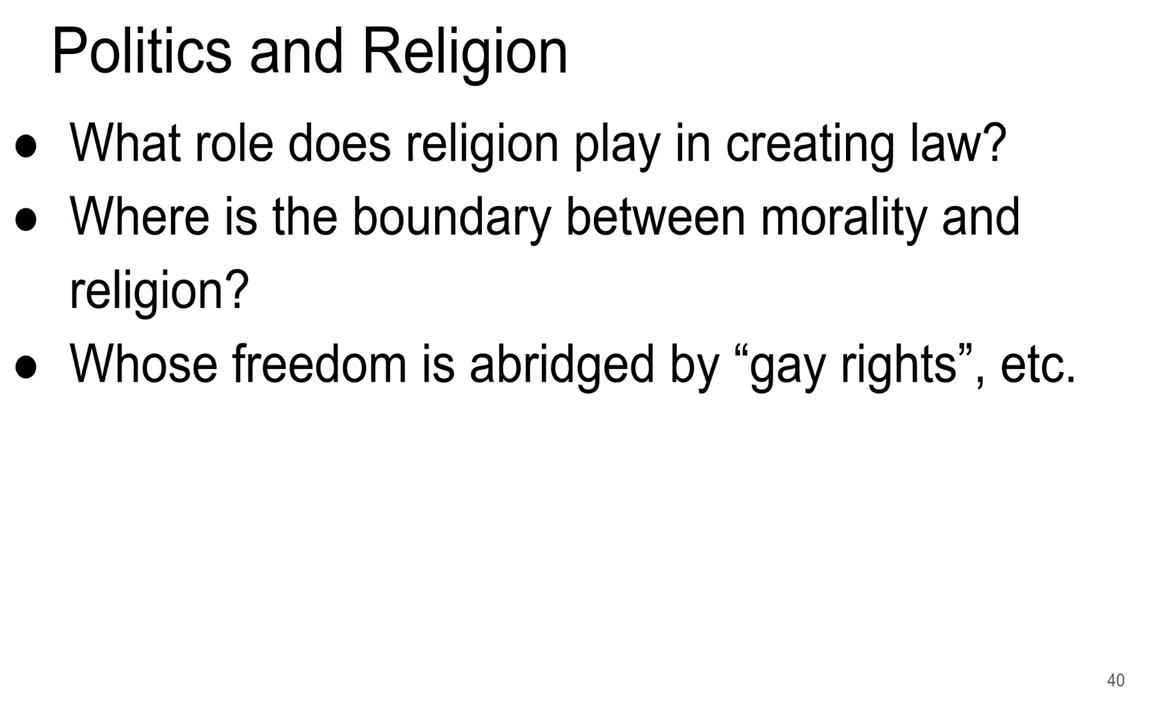 Politics and Religion
● What role does religion play in creating law?
● Where is the boundary between morality and
religion?
● Whose freedom is abridged by “gay rights”, etc.
40